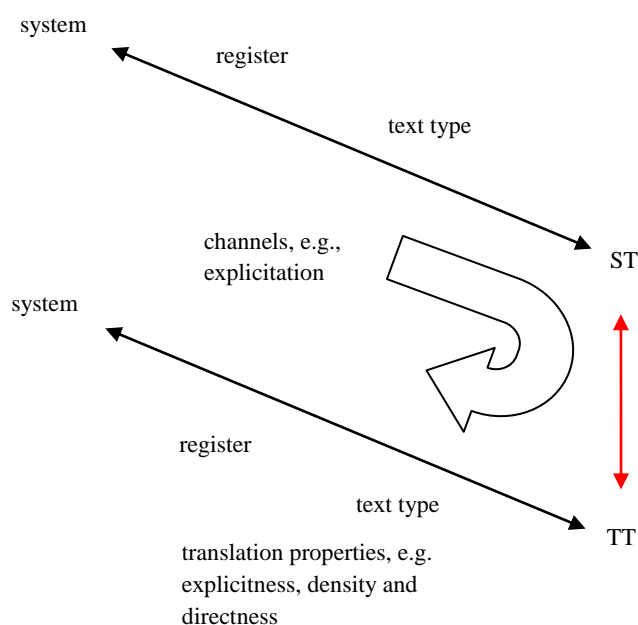 system
register
text type
channels, e.g.,
explicitation
ST
system
register
text type
TT
translation properties, e.g.
explicitness, density and
directness